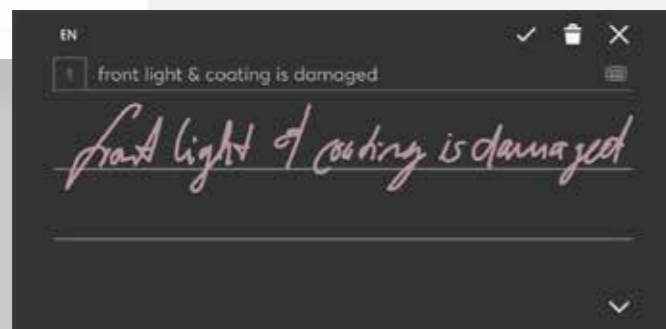 EN
1 front light & coating is damaged
front light & coating is damaged